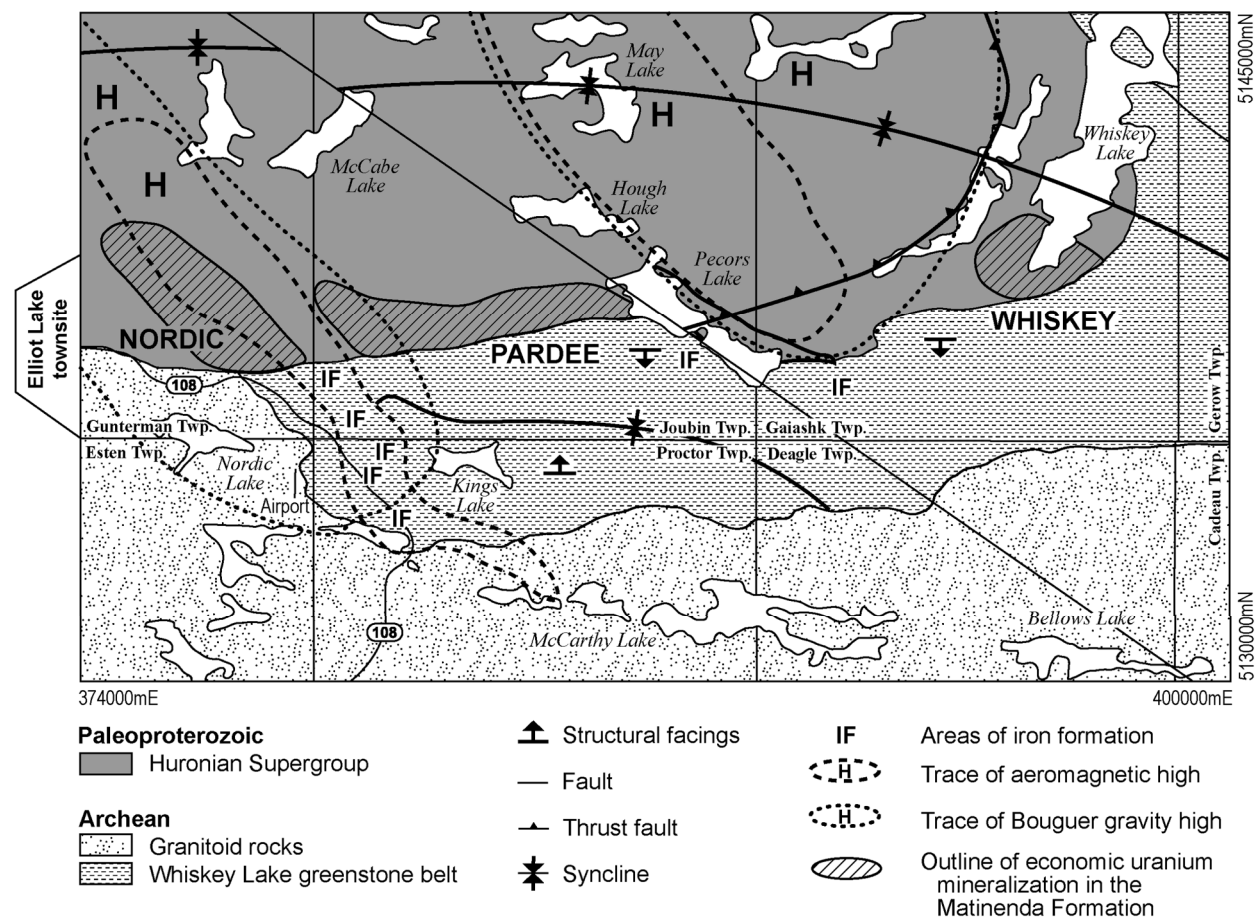 May
Lake
H
5145000mN
H
H
Whiskey
Lake
McCabe
Lake
H
Hough
Lake
Pecors
Lake
Elliot Lake
townsite
NORDIC
PARDEE
WHISKEY
IF
IF
IF
108
IF
Gunterman Twp.
Joubin Twp.
Gaiashk Twp.
Gerow Twp.
Esten Twp.
Proctor Twp.
Deagle Twp.
Cadeau Twp.
IF
IF
Nordic
Lake
Kings
Lake
Airport
IF
108
McCarthy Lake
Bellows Lake
5130000mN
374000mE
400000mE
Paleoproterozoic
Huronian Supergroup
Archean
Granitoid rocks
Whiskey Lake greenstone belt
Structural facings
Fault
Thrust fault
Syncline
IF Areas of iron formation
H Trace of aeromagnetic high
H Trace of Bouguer gravity high
Outline of economic uranium
mineralization in the
Matinenda Formation